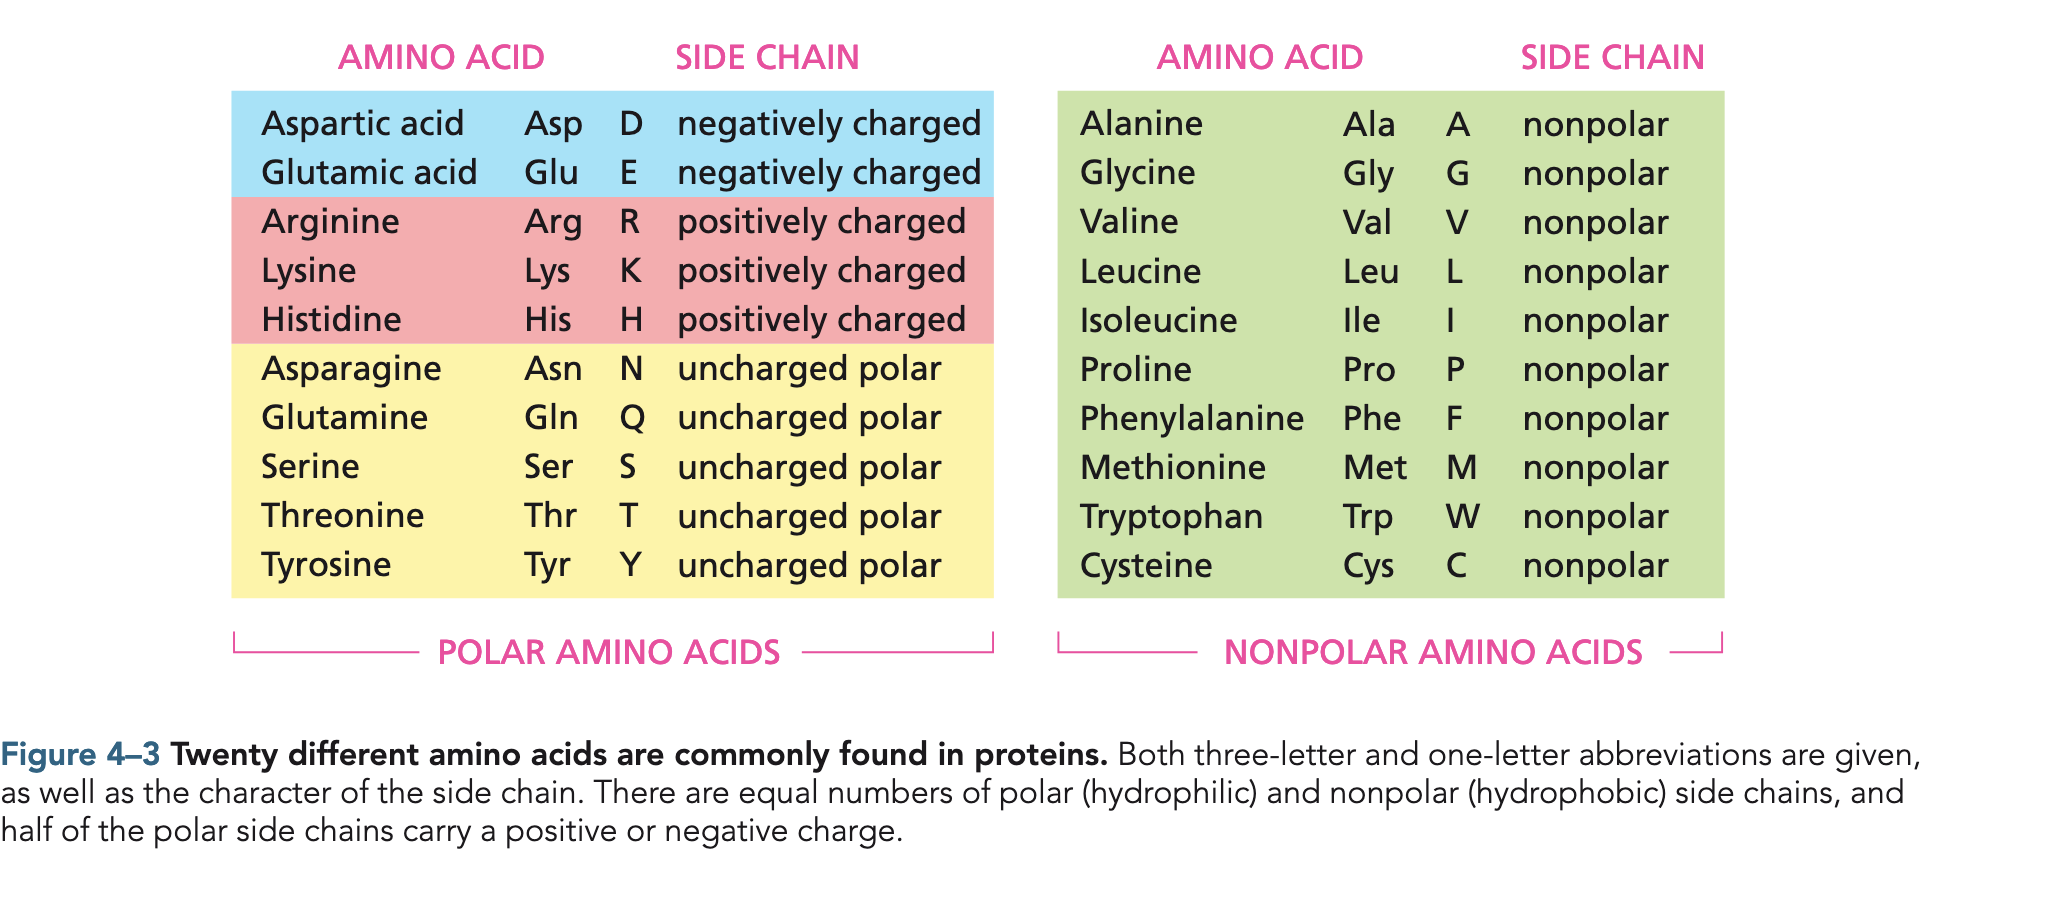 AMINO ACID SIDE CHAIN
Aspartic acid Asp D negatively charged
Glutamic acid Glu E negatively charged
Arginine Arg R positively charged
Lysine Lys K positively charged
Histidine His H positively charged
Asparagine Asn N uncharged polar
Glutamine Gln Q uncharged polar
Serine Ser S uncharged polar
Threonine Thr T uncharged polar
Tyrosine Tyr Y uncharged polar
POLAR AMINO ACIDS
AMINO ACID SIDE CHAIN
Alanine Ala A nonpolar
Glycine Gly G nonpolar
Valine Val V nonpolar
Leucine Leu L nonpolar
Isoleucine Ile I nonpolar
Proline Pro P nonpolar
Phenylalanine Phe F nonpolar
Methionine Met M nonpolar
Tryptophan Trp W nonpolar
Cysteine Cys C nonpolar
NONPOLAR AMINO ACIDS
Figure 4–3 Twenty different amino acids are commonly found in proteins. Both three-letter and one-letter abbreviations are given,
as well as the character of the side chain. There are equal numbers of polar (hydrophilic) and nonpolar (hydrophobic) side chains, and
half of the polar side chains carry a positive or negative charge.